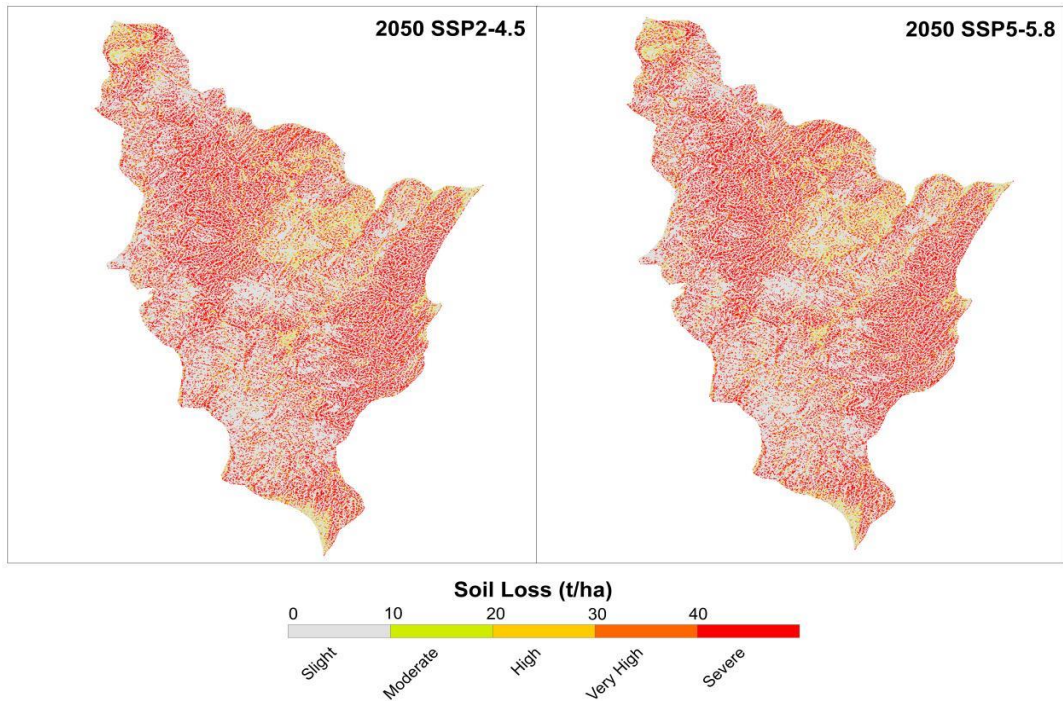 2050 SSP2-4.5
2050 SSP5-5.8
Soil Loss (t/ha)
0 10 20 30 40
Slight Moderate High Very High Severe